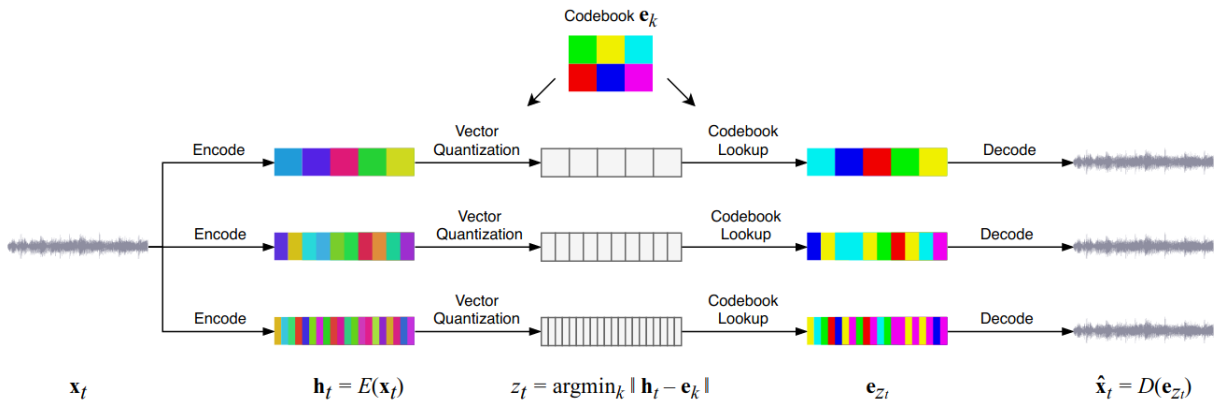 Codebook e_k
Encode
Vector
Quantization
Codebook
Lookup
Decode
Encode
Vector
Quantization
Codebook
Lookup
Decode
Encode
Vector
Quantization
Codebook
Lookup
Decode
x_t
h_t = E(x_t)
z_t = argmin_k ‖ h_t – e_k ‖
e_{z_t}
x̂_t = D(e_{z_t})